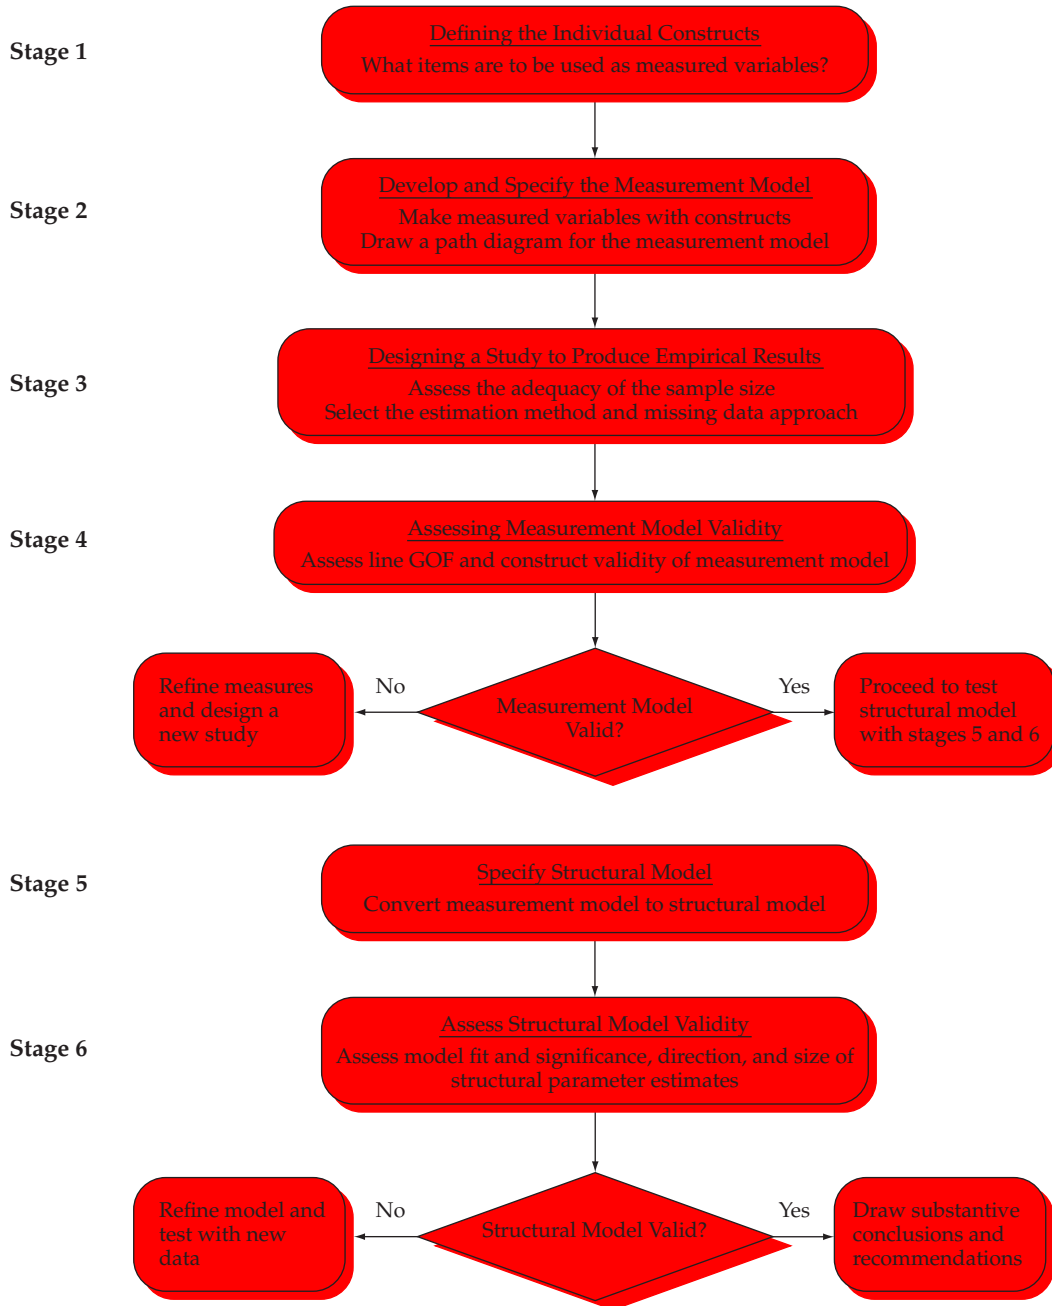 Stage 1
Defining the Individual Constructs
What items are to be used as measured variables?
Stage 2
Develop and Specify the Measurement Model
Make measured variables with constructs
Draw a path diagram for the measurement model
Stage 3
Designing a Study to Produce Empirical Results
Assess the adequacy of the sample size
Select the estimation method and missing data approach
Stage 4
Assessing Measurement Model Validity
Assess line GOF and construct validity of measurement model
Refine measures
and design a
new study
No
Measurement Model
Valid?
Yes
Proceed to test
structural model
with stages 5 and 6
Stage 5
Specify Structural Model
Convert measurement model to structural model
Stage 6
Assess Structural Model Validity
Assess model fit and significance, direction, and size of
structural parameter estimates
Refine model and
test with new
data
No
Structural Model Valid?
Yes
Draw substantive
conclusions and
recommendations